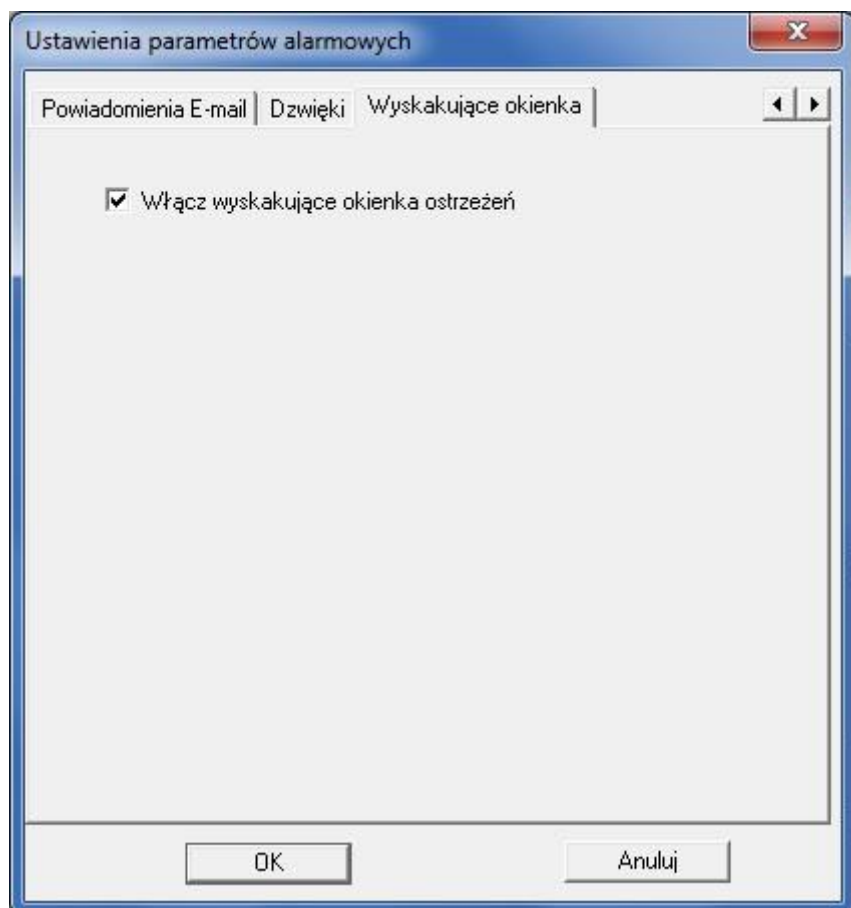 Ustawienia parametrów alarmowych
Powiadomienia E-mail Dzwięki Wyskakujące okienka
Włącz wyskakujące okienka ostrzeżeń
OK Anuluj